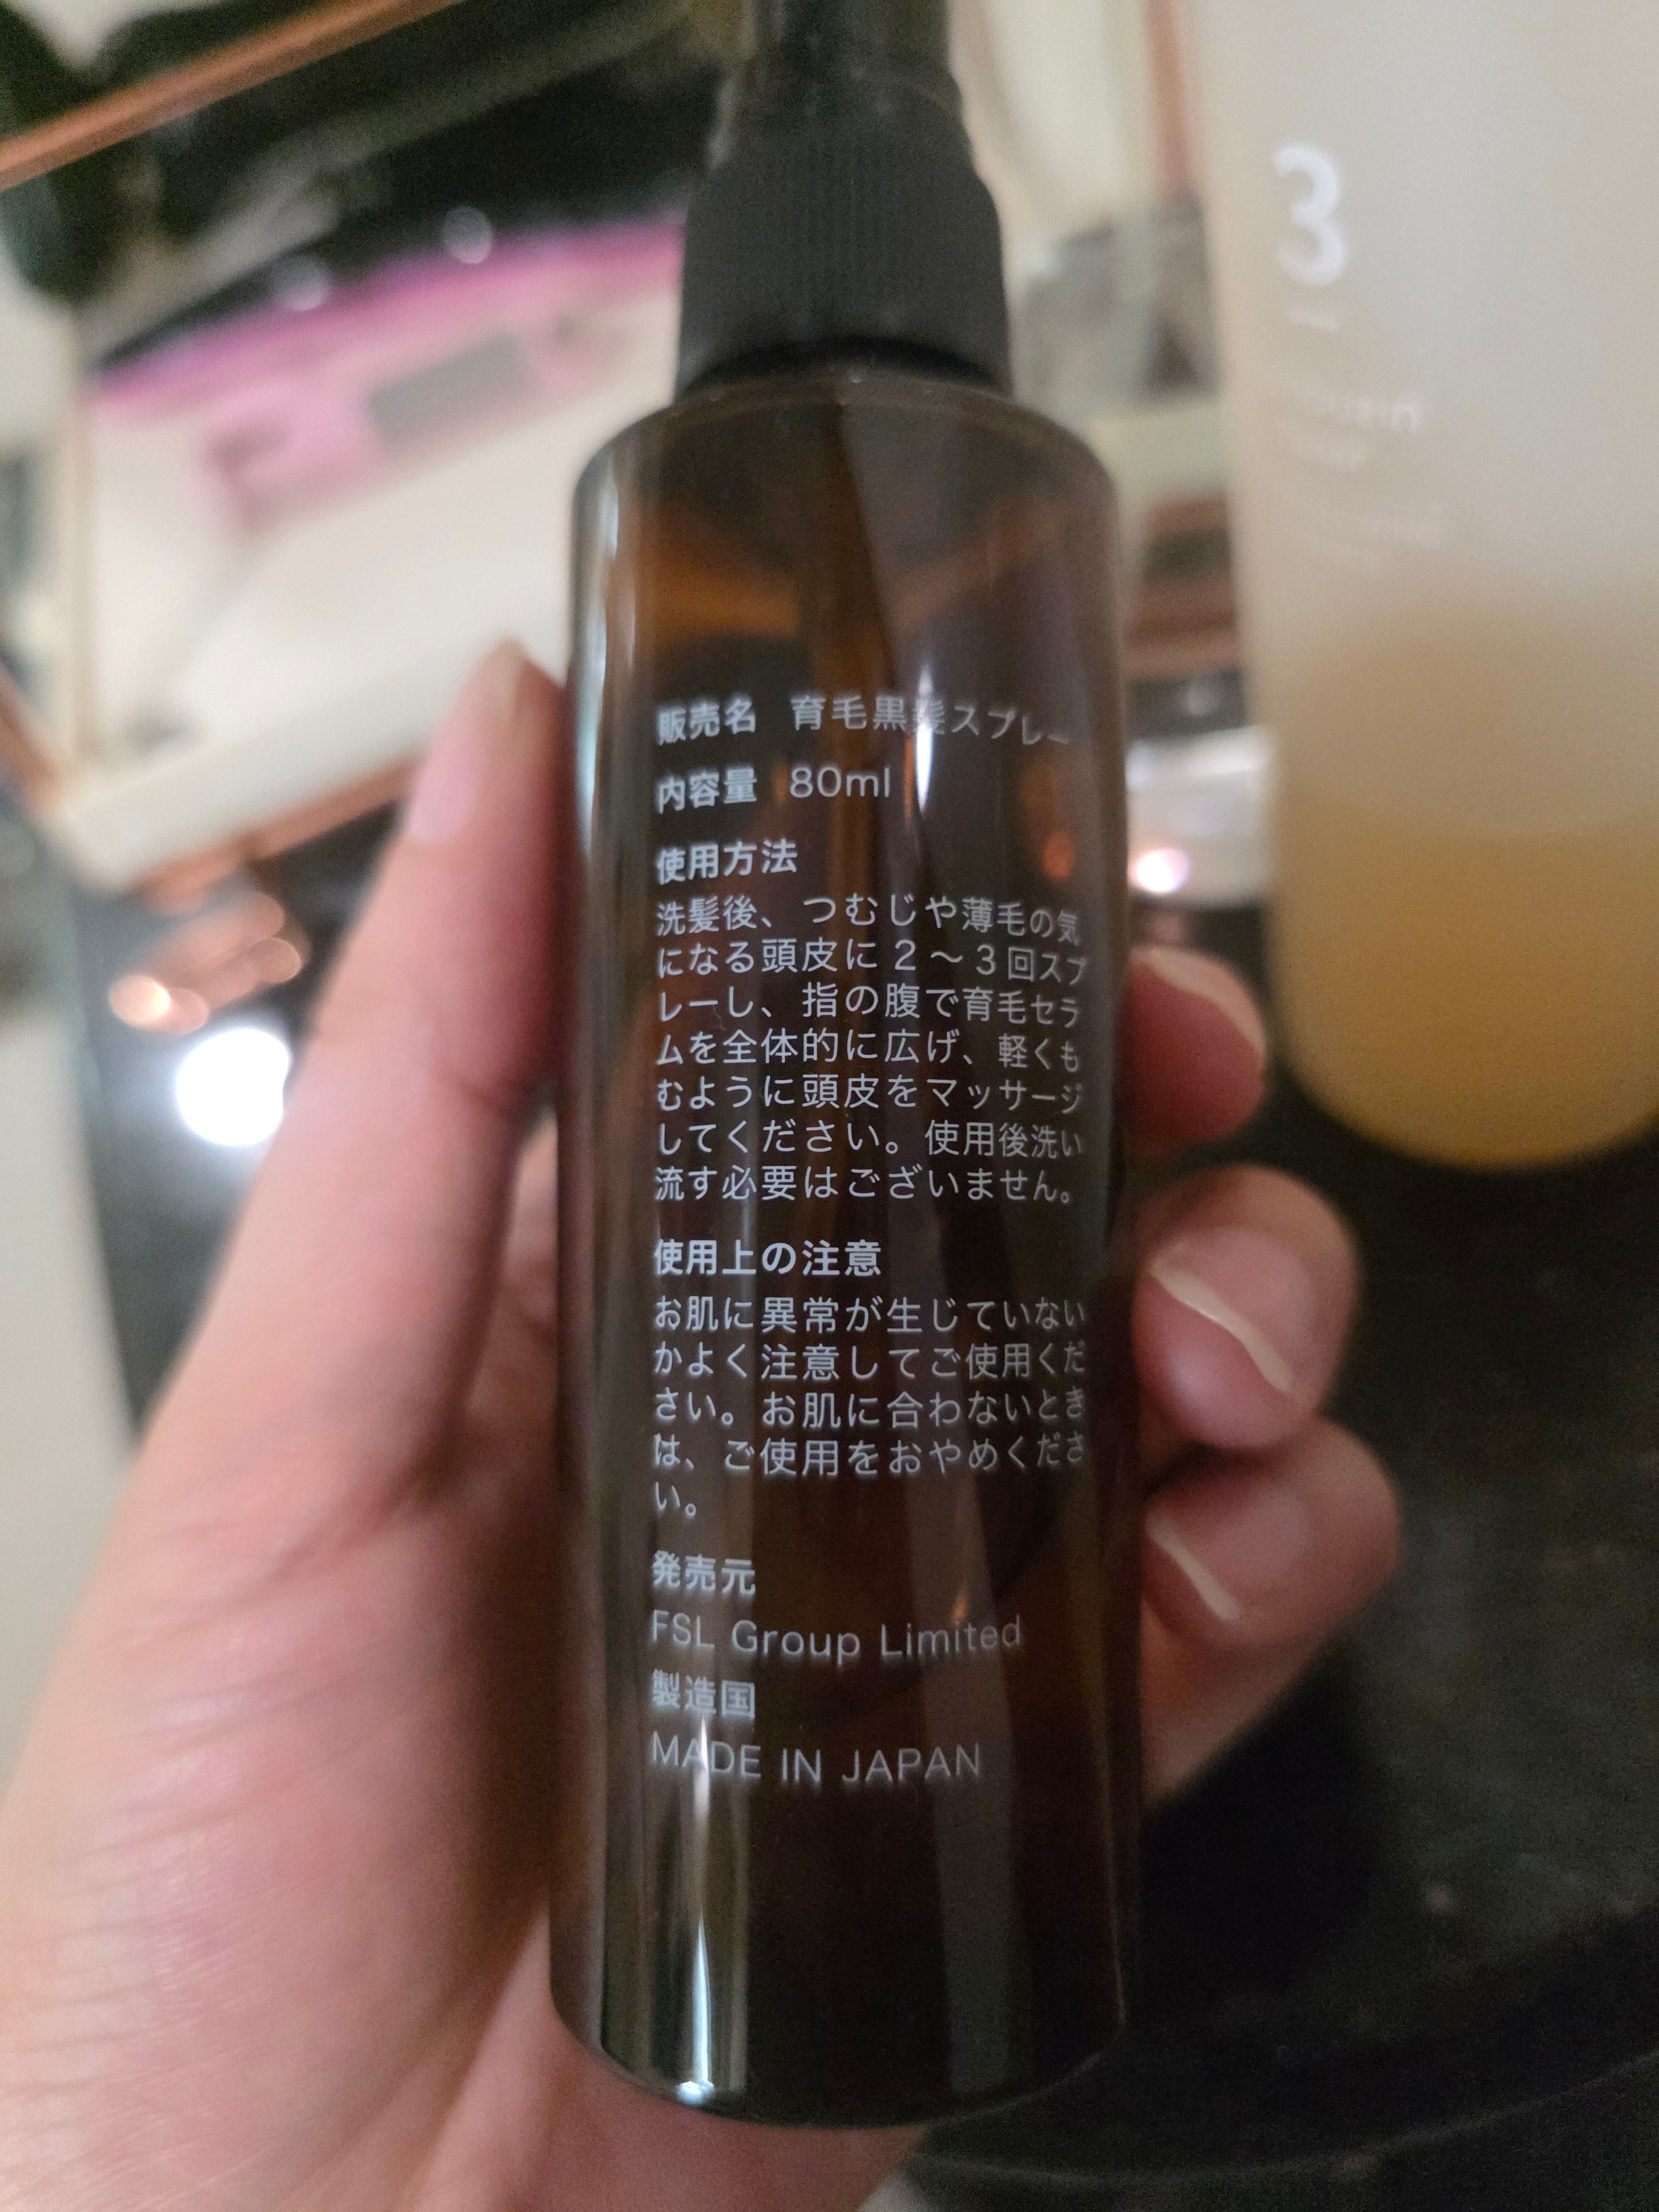 販売名 育毛黒髪スプレー
内容量 80ml
使用方法
洗髪後、つむじや薄毛の気
になる頭皮に2～3回スプ
レーし、指の腹で育毛セラ
ムを全体的に広げ、軽くも
むように頭皮をマッサージ
してください。使用後洗い
流す必要はございません。
使用上の注意
お肌に異常が生じていない
かよく注意してご使用くだ
さい。お肌に合わないとき
は、ご使用をおやめくださ
い。
発売元
FSL Group Limited
製造国
MADE IN JAPAN
3